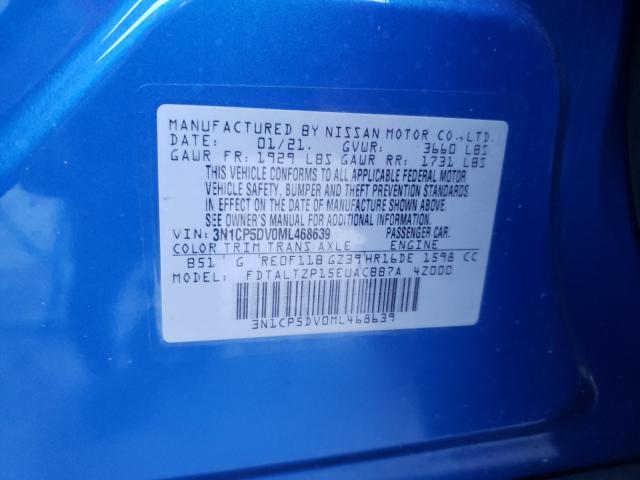 MANUFACTURED BY NISSAN MOTOR CO.,LTD.
DATE: 01/21. GVWR: 3660 LBS
GAWR FR: 1929 LBS GAWR RR: 1731 LBS
THIS VEHICLE CONFORMS TO ALL APPLICABLE FEDERAL MOTOR
VEHICLE SAFETY, BUMPER AND THEFT PREVENTION STANDARDS
IN EFFECT ON THE DATE OF MANUFACTURE SHOWN ABOVE.
SEE OWNER'S MANUAL FOR ADDITIONAL INFORMATION.
VIN: 3N1CP5DV0ML468639 PASSENGER CAR.
COLOR TRIM TRANS AXLE ENGINE
B51 G RE0F11B GZ39 HR16DE 1598 CC
MODEL: FDTALTZP15EUACBB7A 4Z000
3N1CP5DV0ML468639